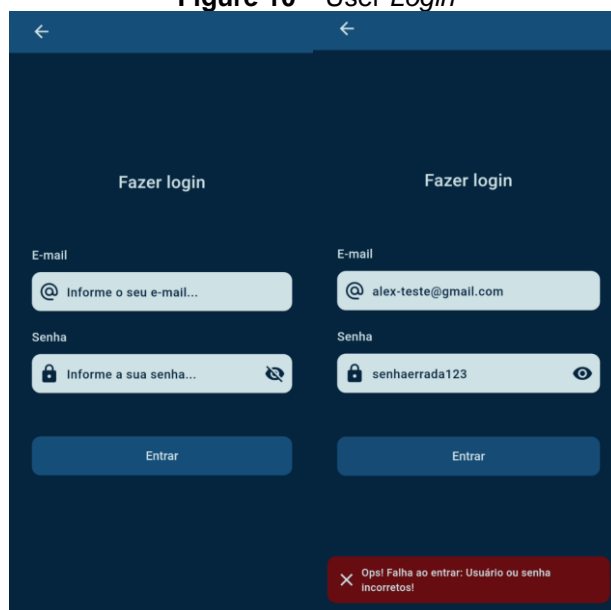 Figure 10 – User Login
Fazer login
E-mail
Informe o seu e-mail...
Senha
Informe a sua senha...
Entrar
Fazer login
E-mail
alex-teste@gmail.com
Senha
senhaerrada123
Entrar
Ops! Falha ao entrar: Usuário ou senha
incorretos!